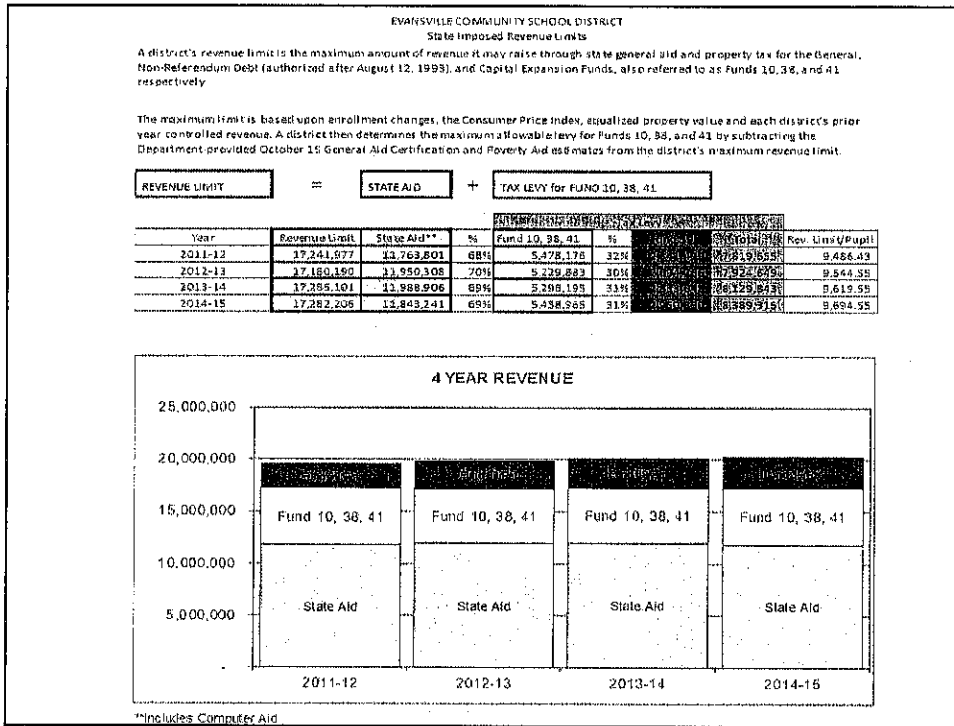 EVANSVILLE COMMUNITY SCHOOL DISTRICT
State Imposed Revenue Limits
A district's revenue limit is the maximum amount of revenue it may raise through state general aid and property tax for the General,
Non-Referendum Debt (authorized after August 12, 1993), and Capital Expansion Funds, also referred to as Funds 10, 38, and 41
respectively
The maximum limit is based upon enrollment changes, the Consumer Price Index, equalized property value and each district's prior
year controlled revenue. A district then determines the maximum allowable levy for Funds 10, 38, and 41 by subtracting the
Department-provided October 15 General Aid Certification and Poverty Aid estimates from the district's maximum revenue limit.
REVENUE LIMIT = STATE AID + TAX LEVY for FUND 10, 38, 41
Year Revenue Limit State Aid** % Fund 10, 38, 41 % Total Rev. Limit/Pupil
2011-12 17,241,977 11,763,801 68% 5,478,176 32% 9,486.43
2012-13 17,180,190 11,950,308 70% 5,229,883 30% 9,544.55
2013-14 17,285,101 11,988,906 69% 5,296,195 31% 9,619.55
2014-15 17,282,206 11,843,241 69% 5,438,965 31% 9,694.55
4 YEAR REVENUE
25,000,000
20,000,000
15,000,000 Fund 10, 38, 41 Fund 10, 38, 41 Fund 10, 38, 41 Fund 10, 38, 41
10,000,000
5,000,000 State Aid State Aid State Aid State Aid
-
2011-12 2012-13 2013-14 2014-15
**Includes Computer Aid